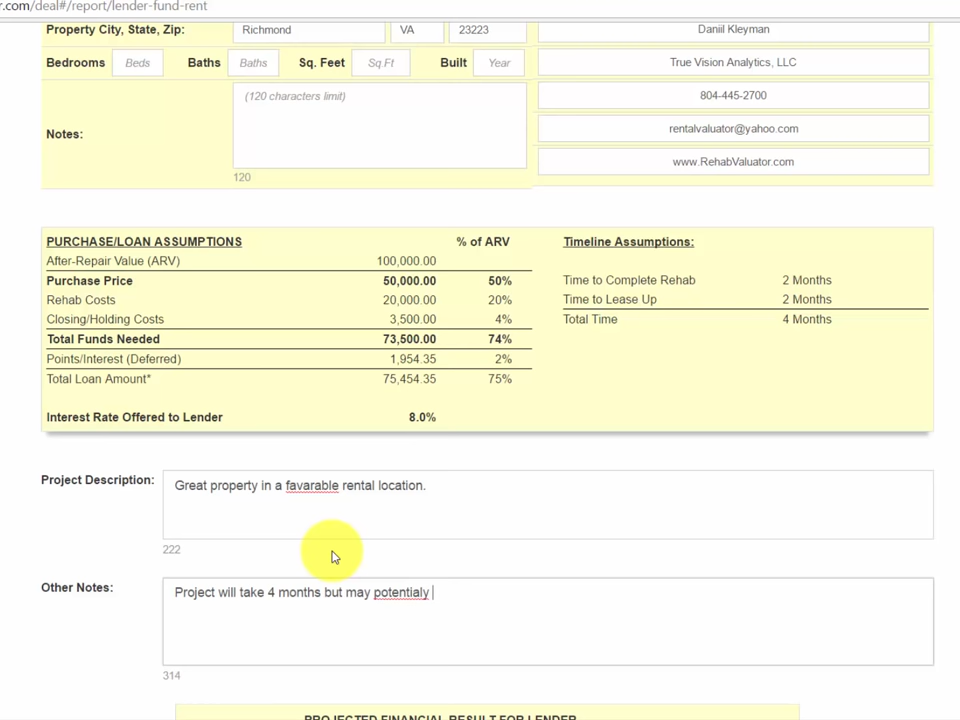 r.com/deal#/report/lender-fund-rent
Property City, State, Zip: Richmond VA 23223 Daniil Kleyman
Bedrooms Beds Baths Baths Sq. Feet Sq Ft Built Year True Vision Analytics, LLC
(120 characters limit) 804-445-2700
Notes: rentalvaluator@yahoo.com
www.RehabValuator.com
120
PURCHASE/LOAN ASSUMPTIONS % of ARV Timeline Assumptions:
After-Repair Value (ARV) 100,000.00
Purchase Price 50,000.00 50% Time to Complete Rehab 2 Months
Rehab Costs 20,000.00 20% Time to Lease Up 2 Months
Closing/Holding Costs 3,500.00 4% Total Time 4 Months
Total Funds Needed 73,500.00 74%
Points/Interest (Deferred) 1,954.35 2%
Total Loan Amount* 75,454.35 75%
Interest Rate Offered to Lender 8.0%
Project Description: Great property in a favarable rental location.
222
Other Notes: Project will take 4 months but may potentialy
314
PROJECTED FINANCIAL RESULT FOR LENDER